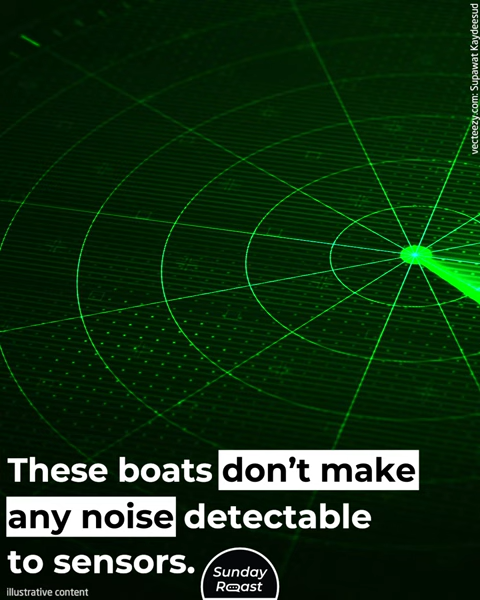 vecteezy.com: Supawat Kaydeesud
These boats don't make
any noise detectable
to sensors.
Sunday
Roast
illustrative content